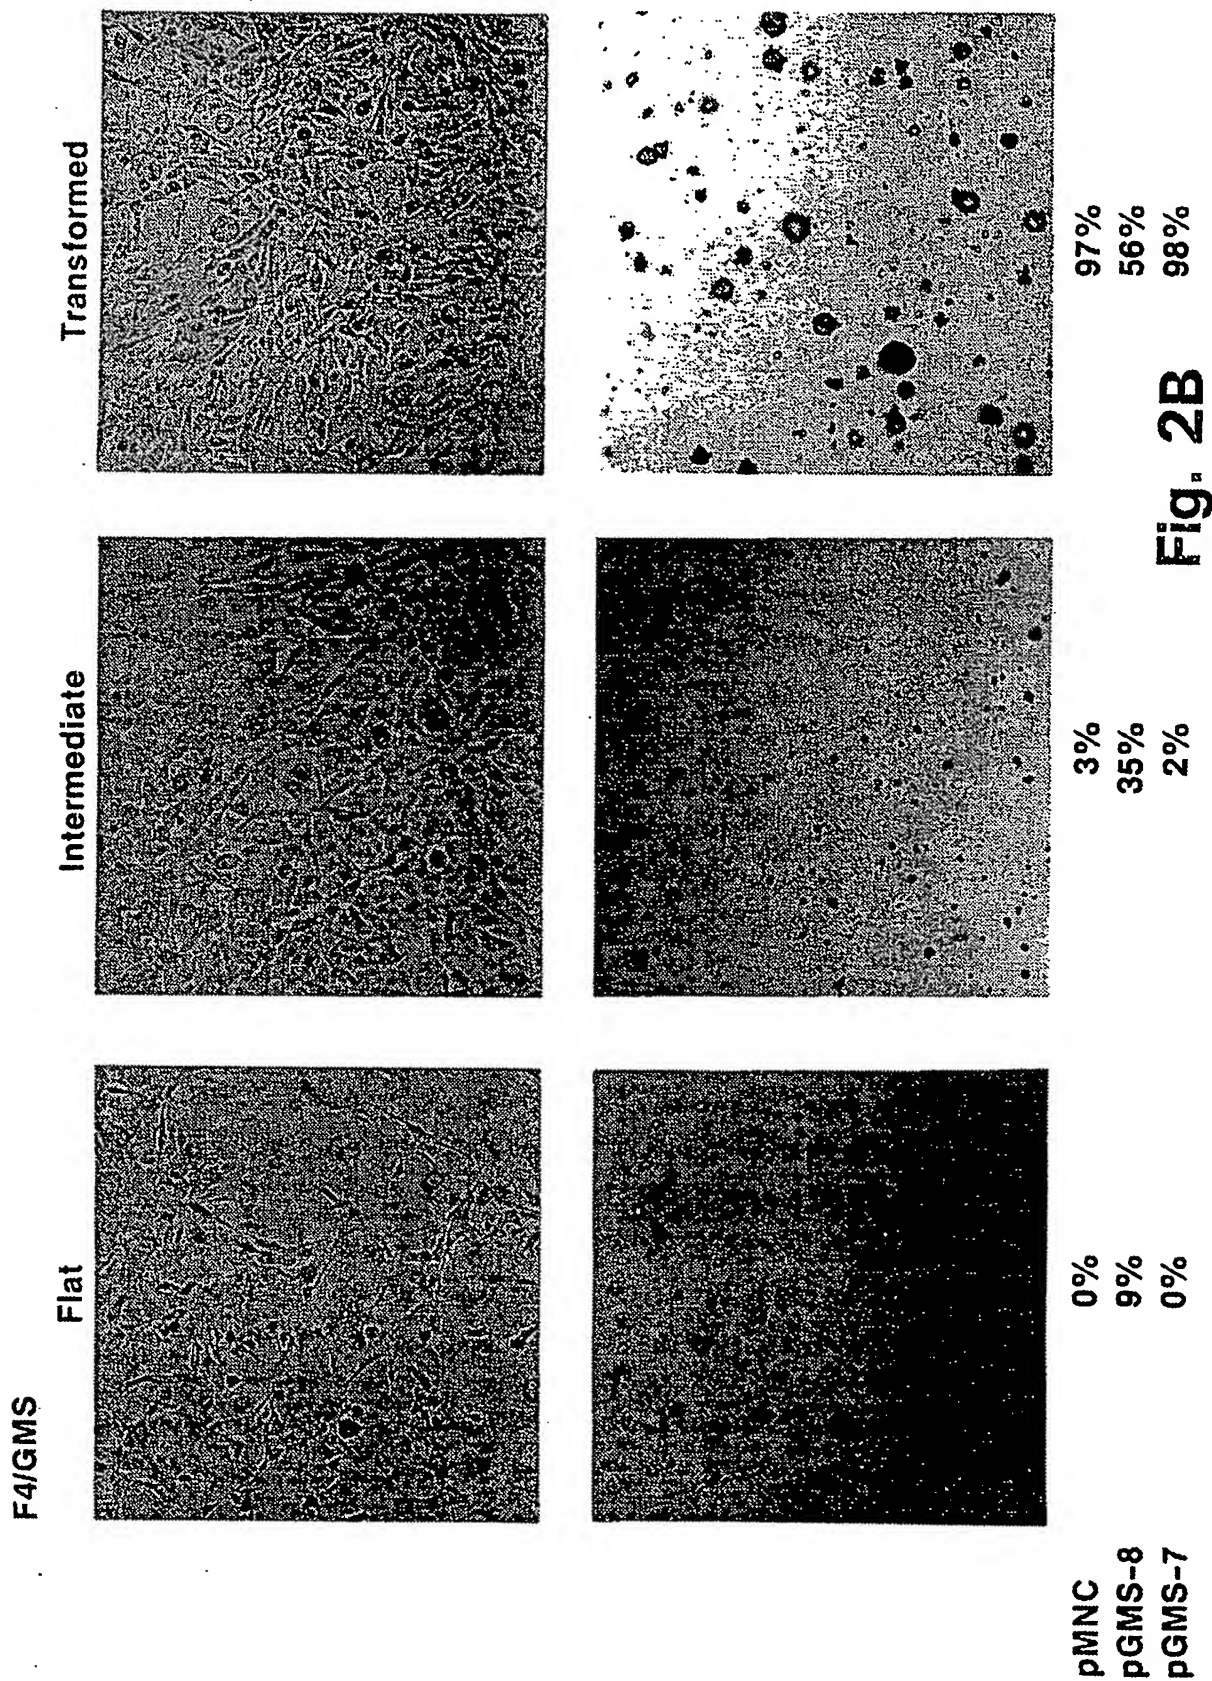 F4/GMS
Flat Intermediate Transformed
pMNC 0% 3% 97%
pGMS-8 9% 35% 56%
pGMS-7 0% 2% 98%
Fig. 2B